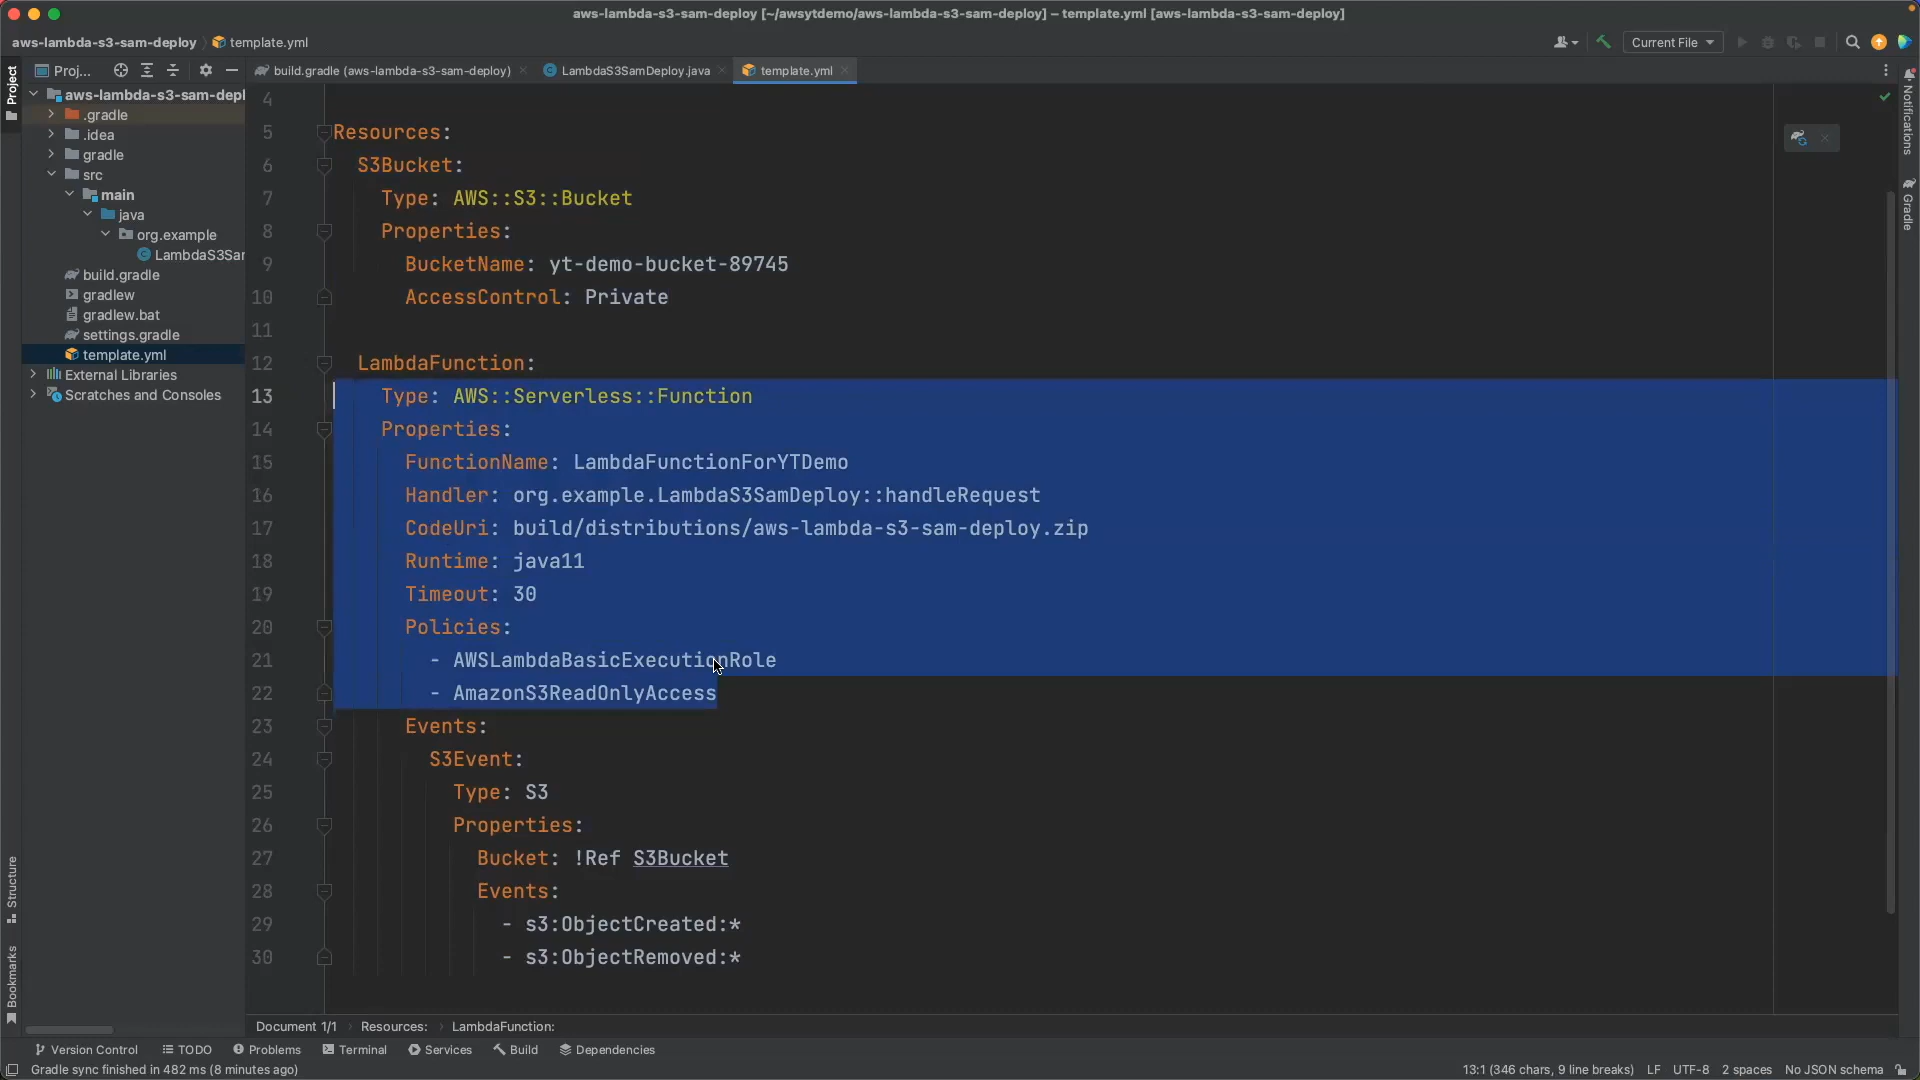 aws-lambda-s3-sam-deploy [~/awsytdemo/aws-lambda-s3-sam-deploy] – template.yml [aws-lambda-s3-sam-deploy]
aws-lambda-s3-sam-deploy template.yml
Current File
Project
Proj...
build.gradle (aws-lambda-s3-sam-deploy)
LambdaS3SamDeploy.java
template.yml
aws-lambda-s3-sam-depl
.gradle
.idea
gradle
src
main
java
org.example
LambdaS3Sar
build.gradle
gradlew
gradlew.bat
settings.gradle
template.yml
External Libraries
Scratches and Consoles
4
5 Resources:
6 S3Bucket:
7 Type: AWS::S3::Bucket
8 Properties:
9 BucketName: yt-demo-bucket-89745
10 AccessControl: Private
11
12 LambdaFunction:
13 Type: AWS::Serverless::Function
14 Properties:
15 FunctionName: LambdaFunctionForYTDemo
16 Handler: org.example.LambdaS3SamDeploy::handleRequest
17 CodeUri: build/distributions/aws-lambda-s3-sam-deploy.zip
18 Runtime: java11
19 Timeout: 30
20 Policies:
21 - AWSLambdaBasicExecutionRole
22 - AmazonS3ReadOnlyAccess
23 Events:
24 S3Event:
25 Type: S3
26 Properties:
27 Bucket: !Ref S3Bucket
28 Events:
29 - s3:ObjectCreated:*
30 - s3:ObjectRemoved:*
Notifications
Gradle
Structure
Bookmarks
Document 1/1 Resources: LambdaFunction:
Version Control TODO Problems Terminal Services Build Dependencies
Gradle sync finished in 482 ms (8 minutes ago)
13:1 (346 chars, 9 line breaks) LF UTF-8 2 spaces No JSON schema